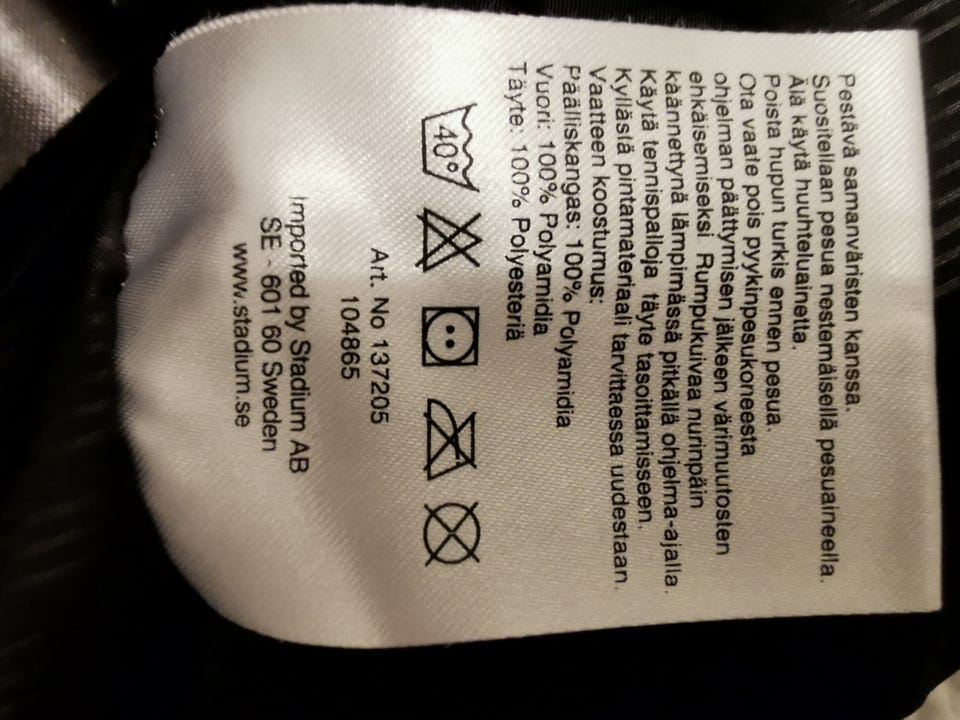 Pestävä samanväristen kanssa.
Suositellaan pesua nestemäisellä pesuaineella.
Älä käytä huuhteluainetta.
Poista hupun turkis ennen pesua.
Ota vaate pois pyykinpesukoneesta
ohjelman päättymisen jälkeen värimuutosten
ehkäisemiseksi. Rumpukuivaa nurinpäin
käännettynä lämpimässä pitkällä ohjelma-ajalla.
Käytä tennispalloja täyte tasoittamisseen.
Kyllästä pintamateriaali tarvittaessa uudestaan.
Vaatteen koostumus:
Päälliskangas: 100% Polyamidia
Vuori: 100% Polyamidia
Täyte: 100% Polyesteriä
40°
Art. No 137205
104865
Imported by Stadium AB
SE - 601 60 Sweden
www.stadium.se